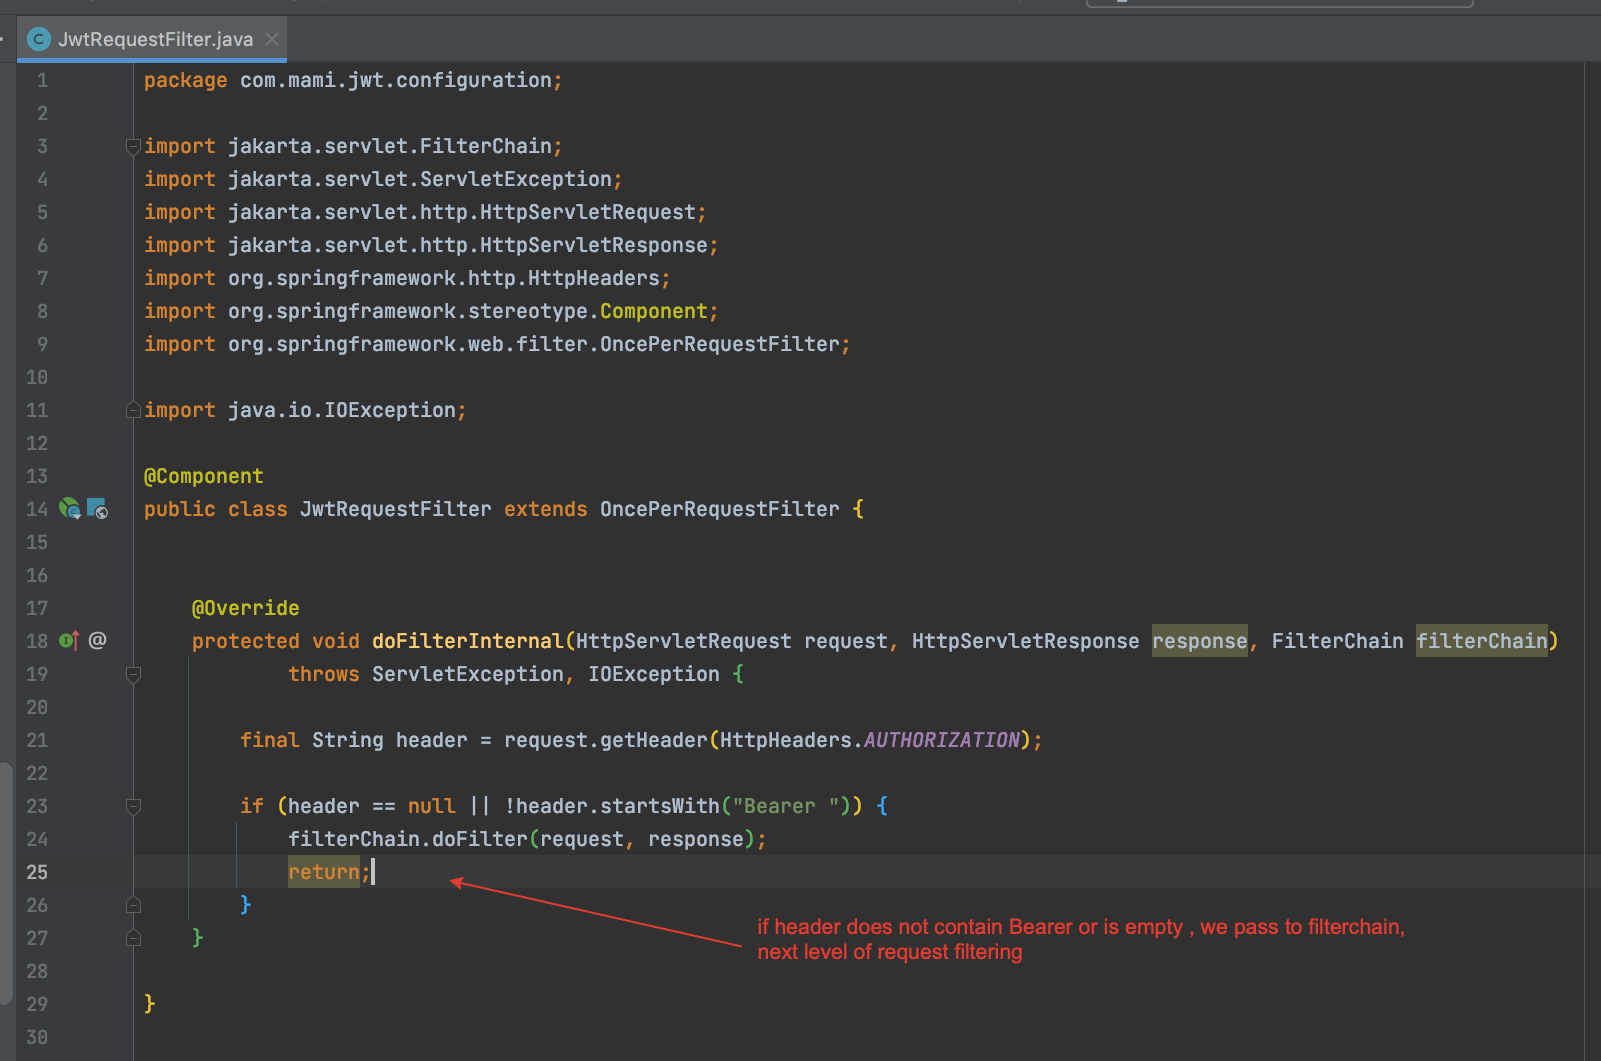 JwtRequestFilter.java
1 package com.mami.jwt.configuration;
2
3 import jakarta.servlet.FilterChain;
4 import jakarta.servlet.ServletException;
5 import jakarta.servlet.http.HttpServletRequest;
6 import jakarta.servlet.http.HttpServletResponse;
7 import org.springframework.http.HttpHeaders;
8 import org.springframework.stereotype.Component;
9 import org.springframework.web.filter.OncePerRequestFilter;
10
11 import java.io.IOException;
12
13 @Component
14 public class JwtRequestFilter extends OncePerRequestFilter {
15
16
17 @Override
18 @ protected void doFilterInternal(HttpServletRequest request, HttpServletResponse response, FilterChain filterChain)
19 throws ServletException, IOException {
20
21 final String header = request.getHeader(HttpHeaders.AUTHORIZATION);
22
23 if (header == null || !header.startsWith("Bearer ")) {
24 filterChain.doFilter(request, response);
25 return;
26 }
if header does not contain Bearer or is empty , we pass to filterchain,
next level of request filtering
27 }
28
29 }
30